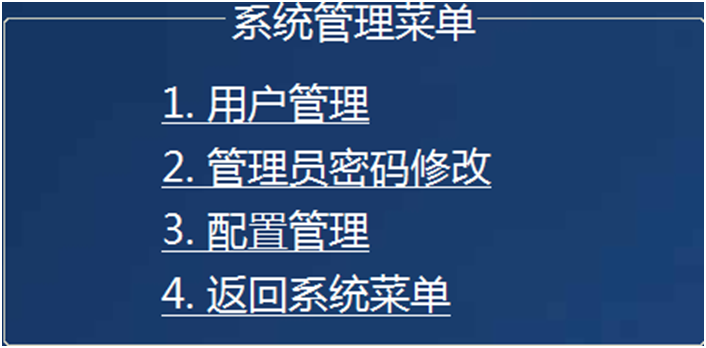 系统管理菜单
1. 用户管理
2. 管理员密码修改
3. 配置管理
4. 返回系统菜单